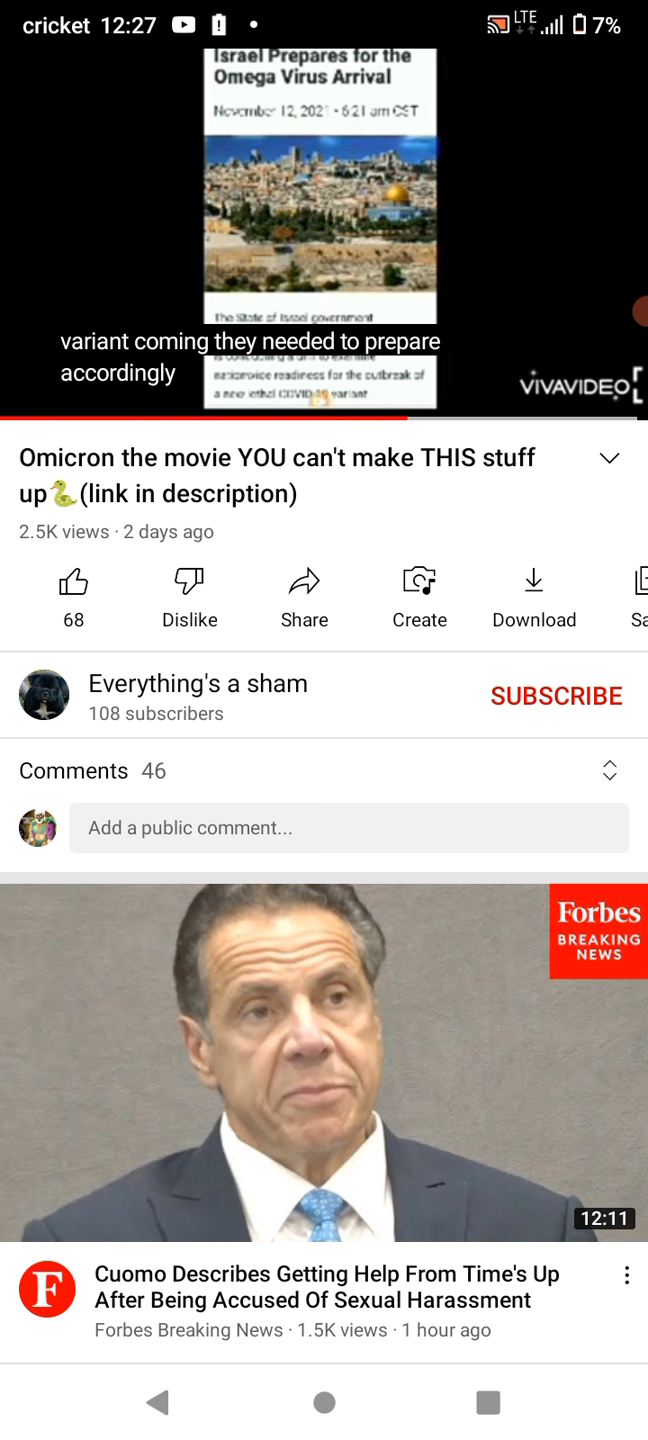 cricket 12:27
LTE
7%
Israel Prepares for the
Omega Virus Arrival
November 12, 2021 • 6:21 am CST
The State of Israel government
variant coming they needed to prepare
accordingly
nationwide readiness for the outbreak of
a new lethal COVID-19 variant
VIVAVIDEO
Omicron the movie YOU can't make THIS stuff
up🐍(link in description)
2.5K views · 2 days ago
68
Dislike
Share
Create
Download
Sa
Everything's a sham
108 subscribers
SUBSCRIBE
Comments 46
Add a public comment...
Forbes
BREAKING
NEWS
12:11
F
Cuomo Describes Getting Help From Time's Up
After Being Accused Of Sexual Harassment
Forbes Breaking News · 1.5K views · 1 hour ago